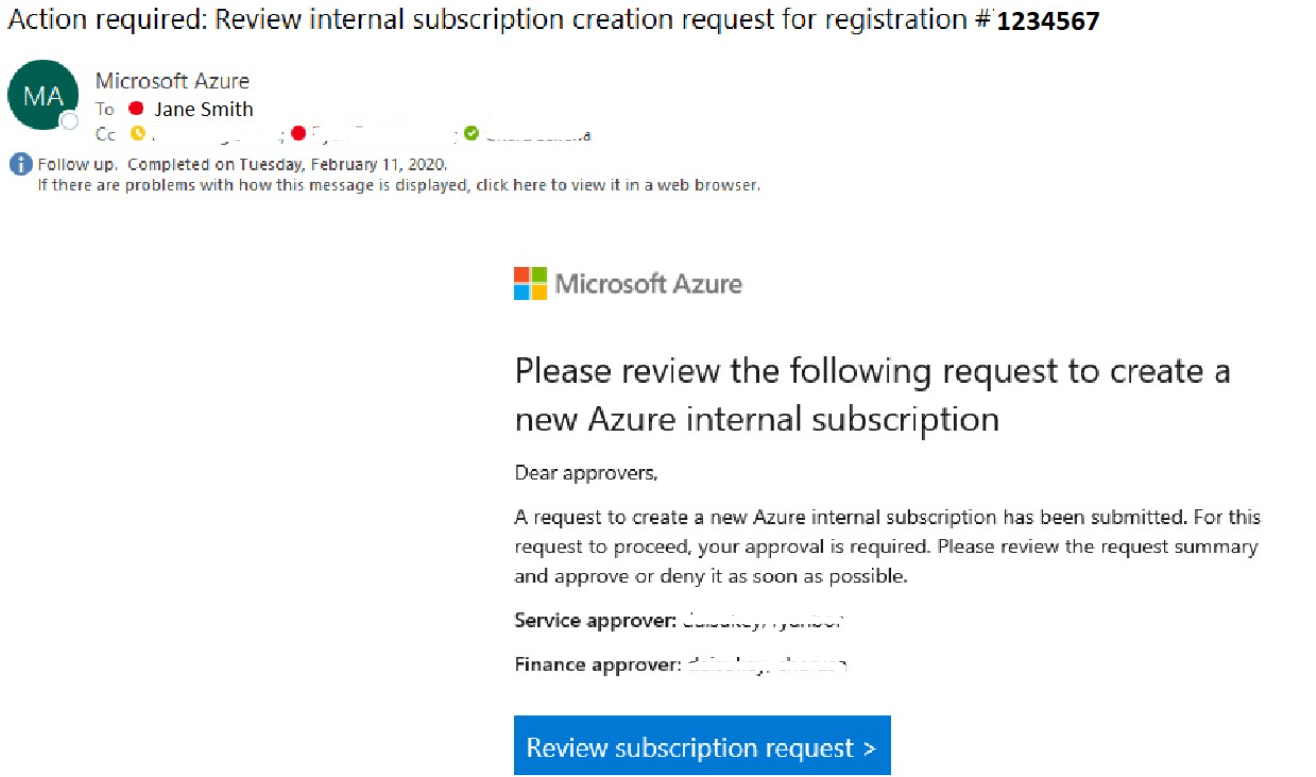 Action required: Review internal subscription creation request for registration #1234567
MA
Microsoft Azure
To Jane Smith
Cc
Follow up. Completed on Tuesday, February 11, 2020.
If there are problems with how this message is displayed, click here to view it in a web browser.
Microsoft Azure
Please review the following request to create a
new Azure internal subscription
Dear approvers,
A request to create a new Azure internal subscription has been submitted. For this
request to proceed, your approval is required. Please review the request summary
and approve or deny it as soon as possible.
Service approver:
Finance approver:
Review subscription request >